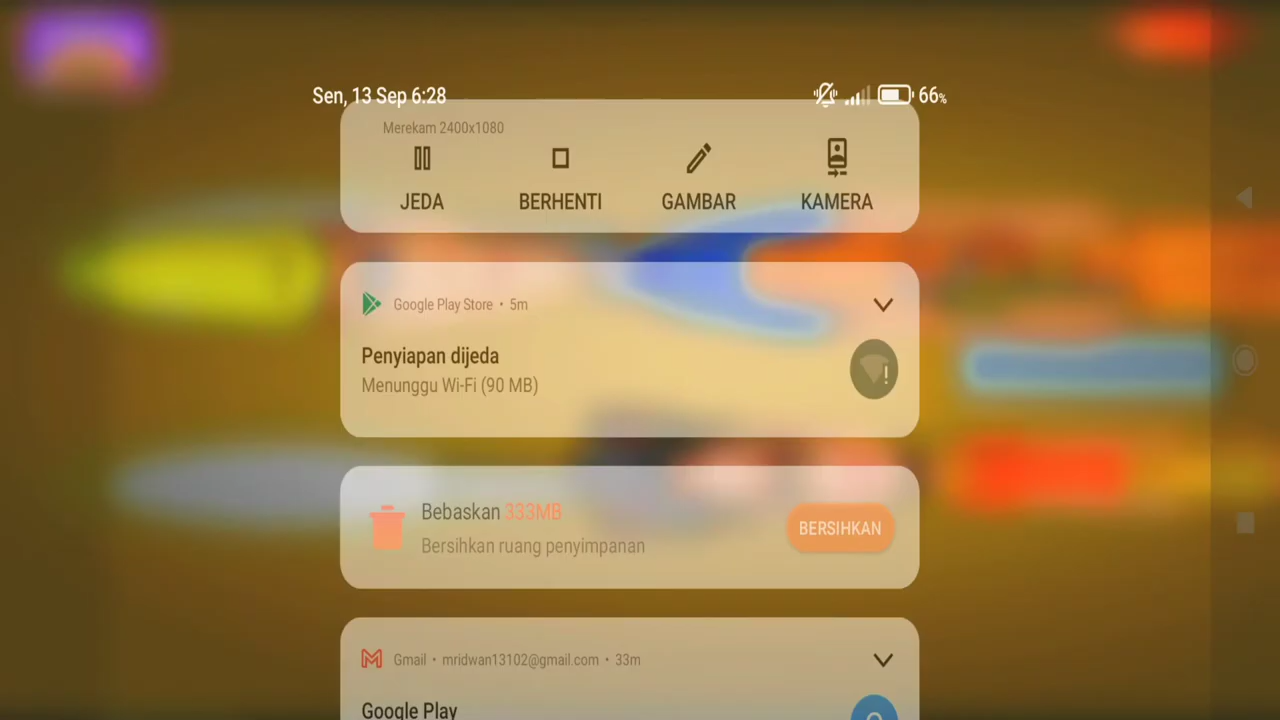 Sen, 13 Sep 6:28
66%
Merekam 2400x1080
JEDA
BERHENTI
GAMBAR
KAMERA
Google Play Store • 5m
Penyiapan dijeda
Menunggu Wi-Fi (90 MB)
Bebaskan 333MB
Bersihkan ruang penyimpanan
BERSIHKAN
Gmail • mridwan13102@gmail.com • 33m
Google Play